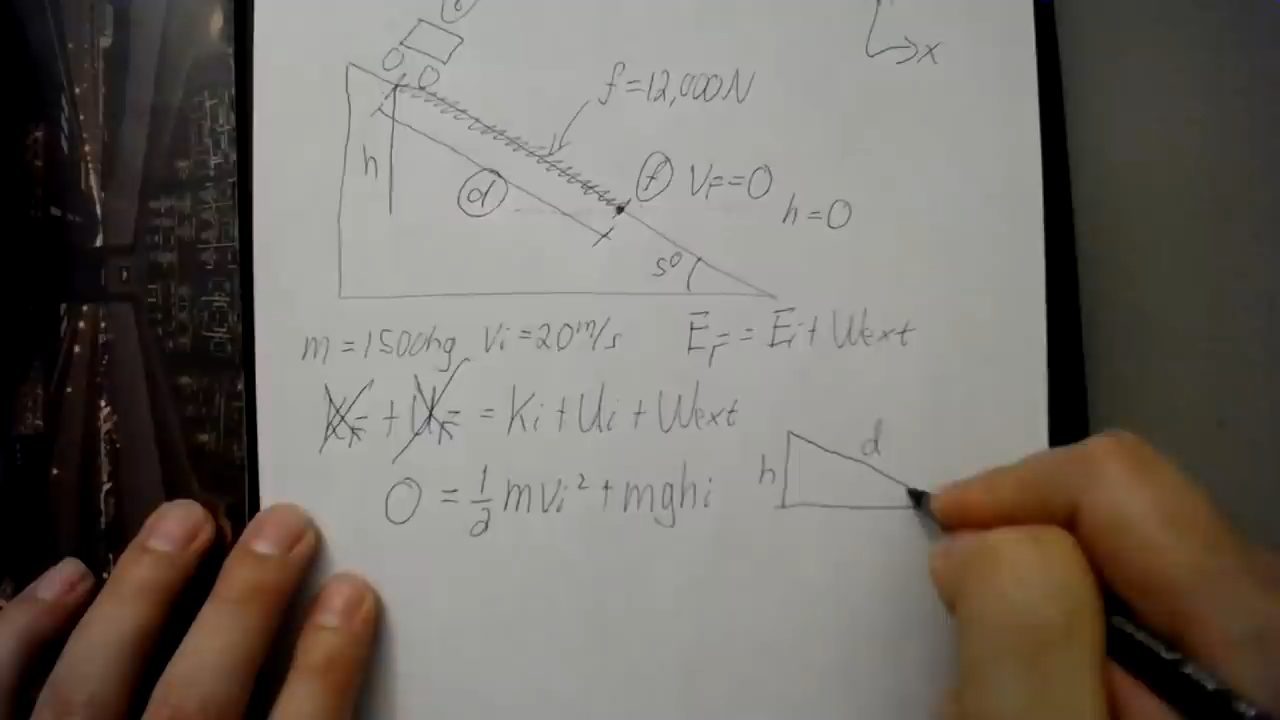 x
f=12,000N
h
d
f VF=0
h=0
5°
m=1500kg Vi=20m/s EF=Ei+Wext
KF+UF=Ki+Ui+Wext
d
h
0=1/2mvi²+mghi